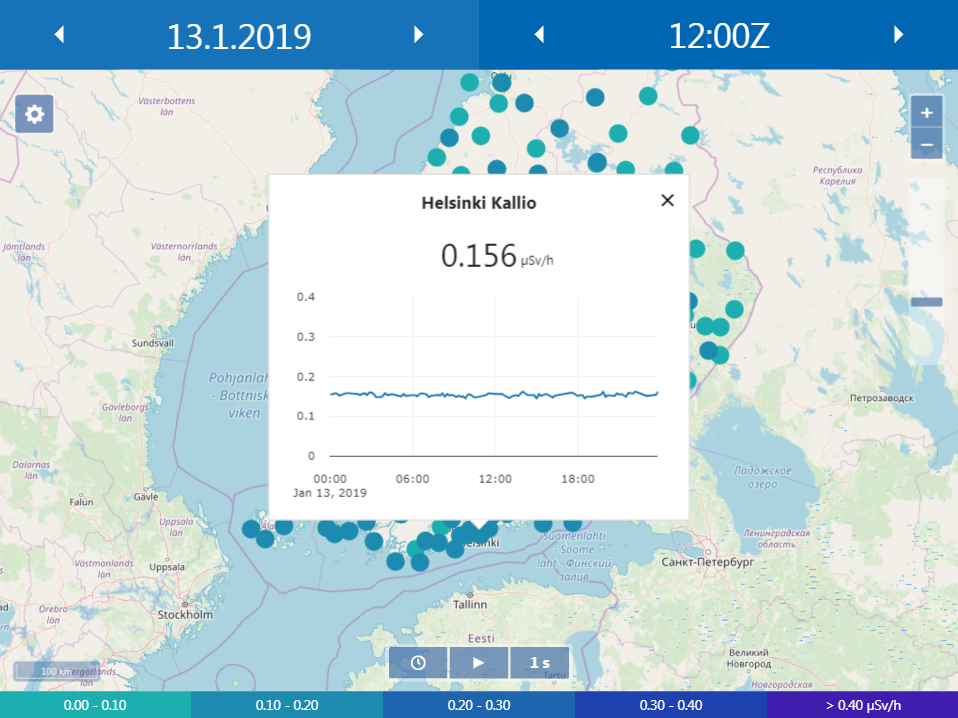 13.1.2019
12:00Z
Västerbottens
län
Республика
Карелия
+
−
Jämtlands
län
Västernorrlands
län
Helsinki Kallio
0.156 µSv/h
0.4
0.3
0.2
0.1
0
00:00
06:00
12:00
18:00
Jan 13, 2019
Sundsvall
Pohjanlah
- Bottnisk
viken
Gävleborgs
län
Петрозаводск
Dalarnas
län
Ладожское
озеро
Falun
Gävle
Uppsala
län
Ål
Helsinki
Suomenlahti
- Soome
laht - Финский
залив
Ленинградская
область
Västmanlands
län
Uppsala
Санкт-Петербург
ad
Örebro
län
Stockholm
Tallinn
Eesti
Великий
Новгород
Tartu
1 s
100 km
Новгородская
0.00 - 0.10
0.10 - 0.20
0.20 - 0.30
0.30 - 0.40
> 0.40 µSv/h